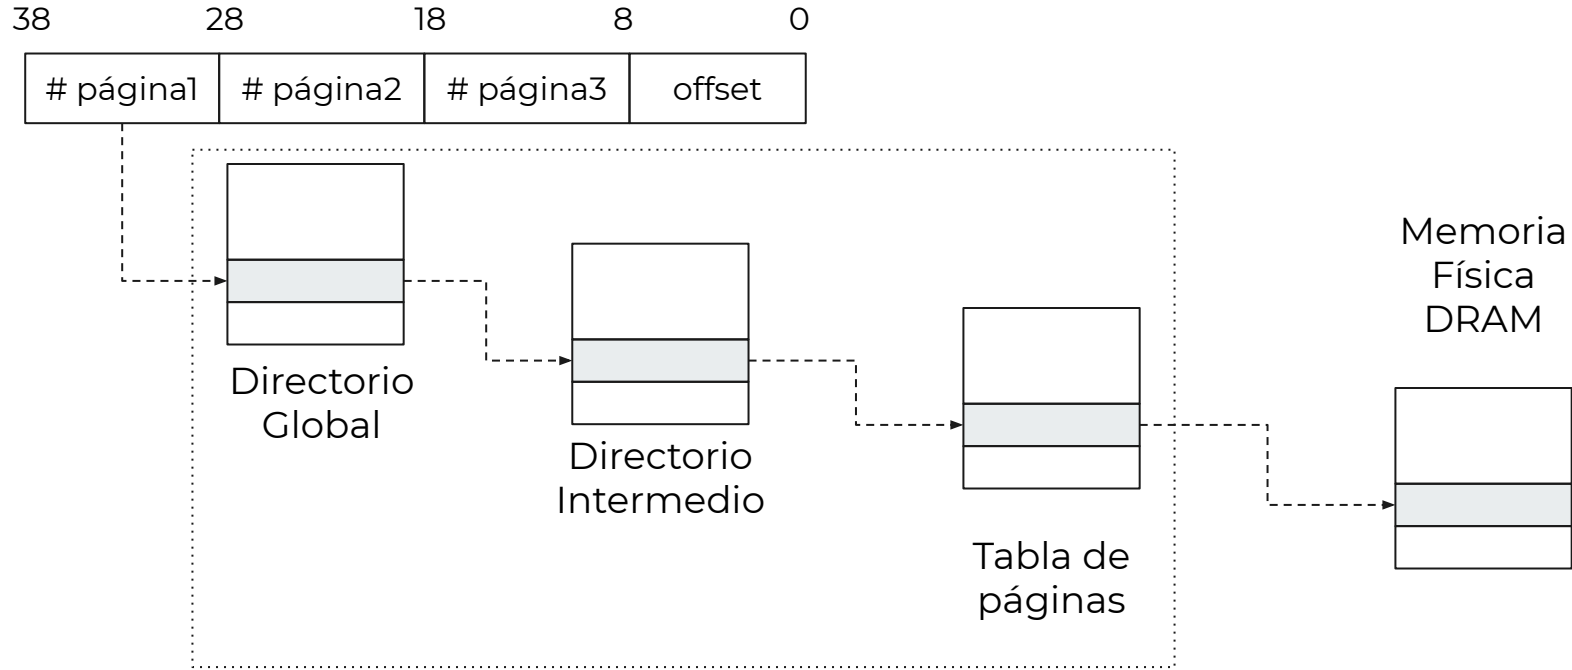 38 28 18 8 0
# página1 # página2 # página3 offset
Directorio
Global
Directorio
Intermedio
Tabla de
páginas
Memoria
Física
DRAM